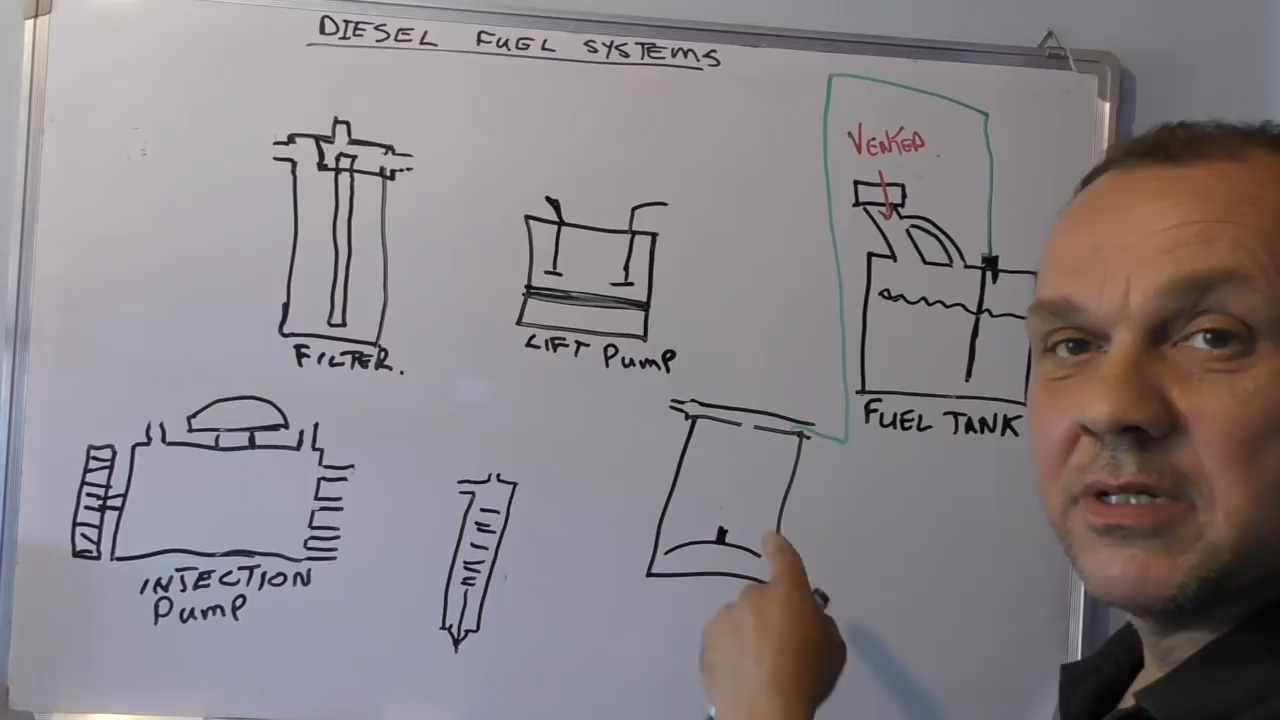 DIESEL FUEL SYSTEMS
VENTED
FILTER.
LIFT PUMP
FUEL TANK
INJECTION
PUMP